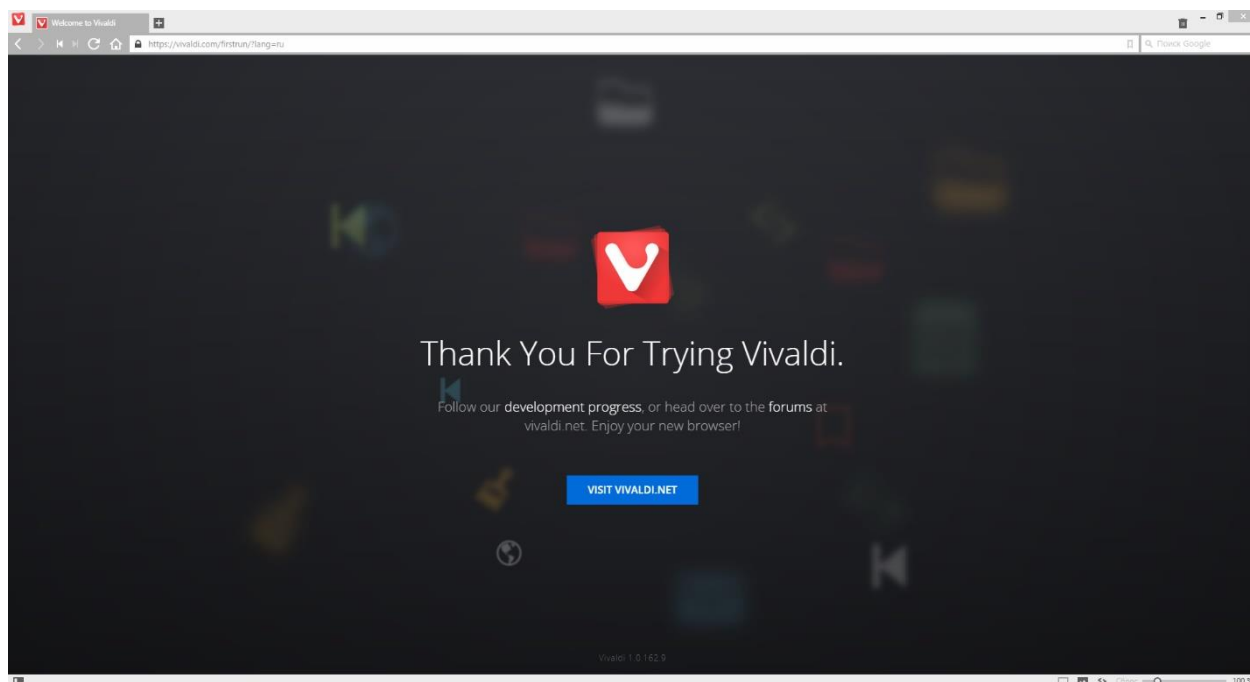 Welcome to Vivaldi
https://vivaldi.com/firstrun/?lang=ru
Поиск Google
Thank You For Trying Vivaldi.
Follow our development progress, or head over to the forums at
vivaldi.net. Enjoy your new browser!
VISIT VIVALDI.NET
Vivaldi 1.0.162.9
100 %